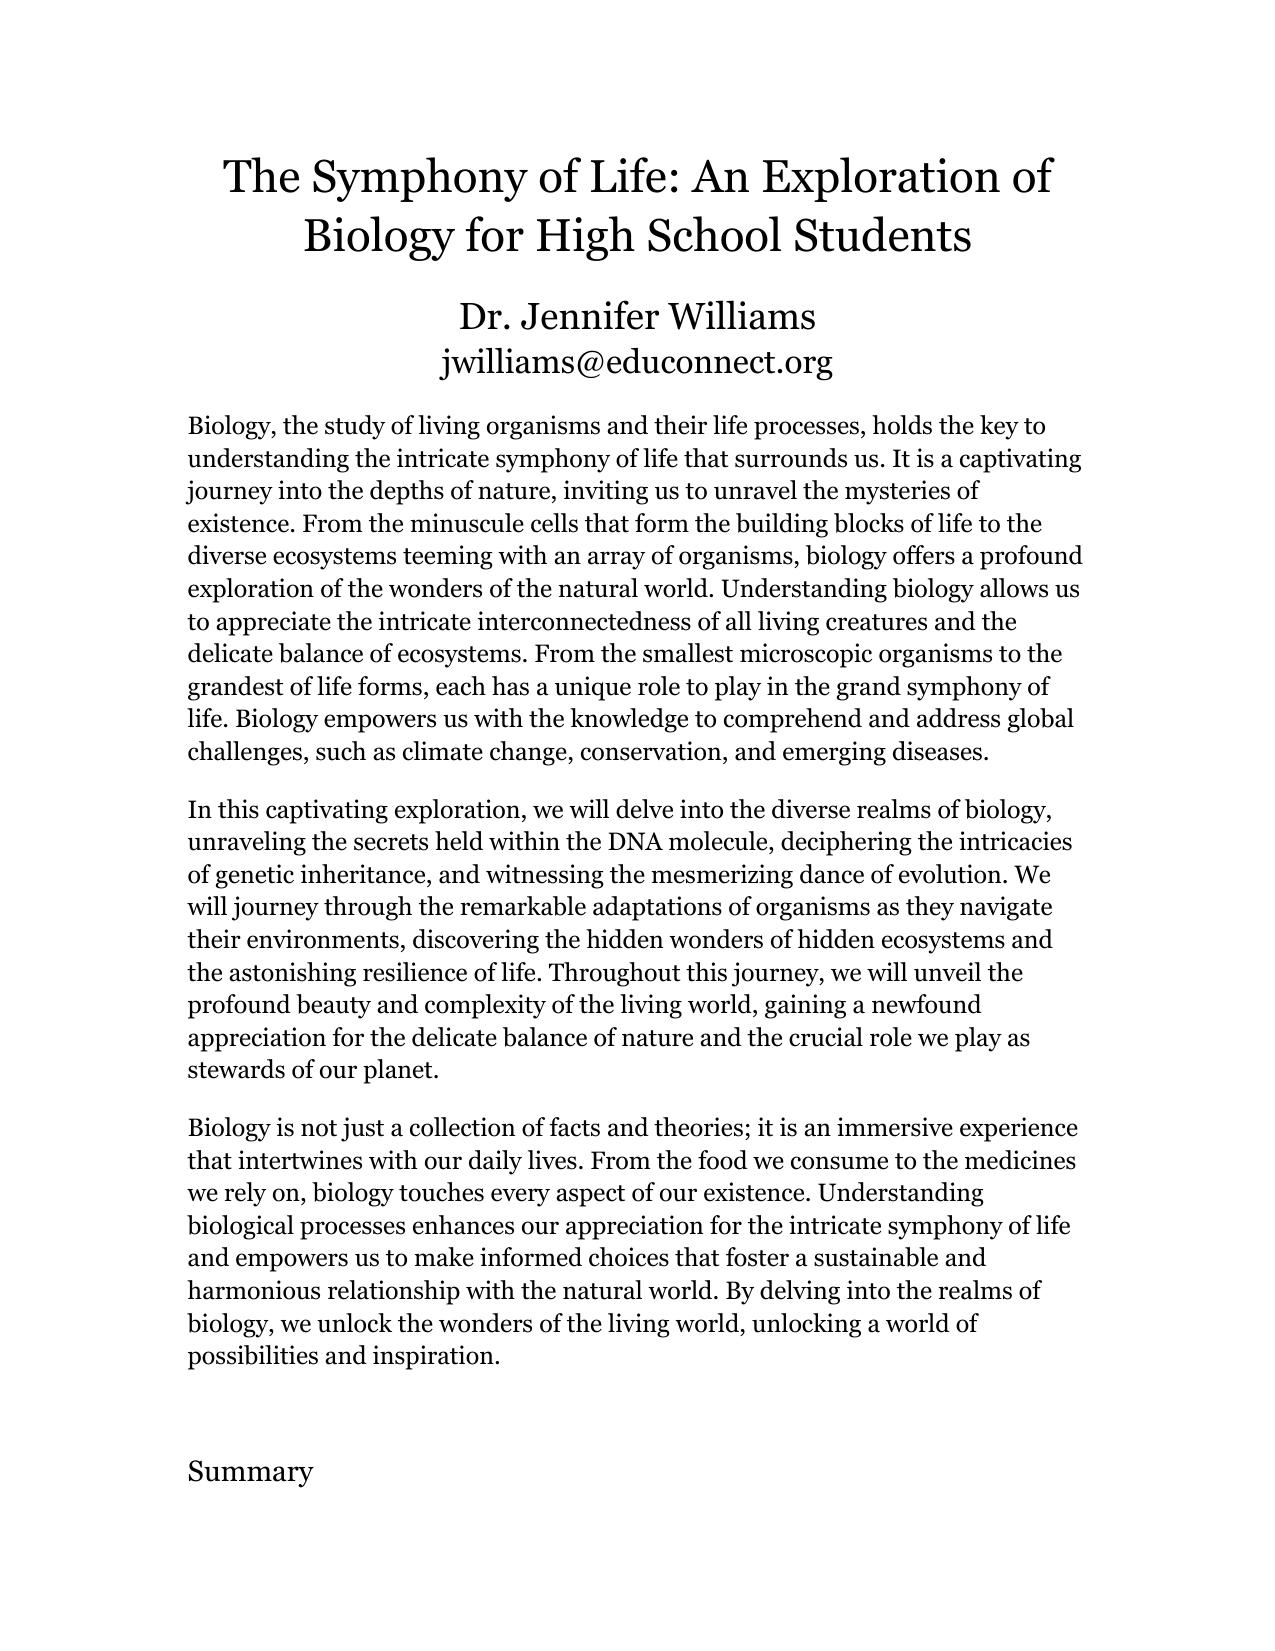 The Symphony of Life: An Exploration of
Biology for High School Students
Dr. Jennifer Williams
jwilliams@educonnect.org
Biology, the study of living organisms and their life processes, holds the key to
understanding the intricate symphony of life that surrounds us. It is a captivating
journey into the depths of nature, inviting us to unravel the mysteries of
existence. From the minuscule cells that form the building blocks of life to the
diverse ecosystems teeming with an array of organisms, biology offers a profound
exploration of the wonders of the natural world. Understanding biology allows us
to appreciate the intricate interconnectedness of all living creatures and the
delicate balance of ecosystems. From the smallest microscopic organisms to the
grandest of life forms, each has a unique role to play in the grand symphony of
life. Biology empowers us with the knowledge to comprehend and address global
challenges, such as climate change, conservation, and emerging diseases.
In this captivating exploration, we will delve into the diverse realms of biology,
unraveling the secrets held within the DNA molecule, deciphering the intricacies
of genetic inheritance, and witnessing the mesmerizing dance of evolution. We
will journey through the remarkable adaptations of organisms as they navigate
their environments, discovering the hidden wonders of hidden ecosystems and
the astonishing resilience of life. Throughout this journey, we will unveil the
profound beauty and complexity of the living world, gaining a newfound
appreciation for the delicate balance of nature and the crucial role we play as
stewards of our planet.
Biology is not just a collection of facts and theories; it is an immersive experience
that intertwines with our daily lives. From the food we consume to the medicines
we rely on, biology touches every aspect of our existence. Understanding
biological processes enhances our appreciation for the intricate symphony of life
and empowers us to make informed choices that foster a sustainable and
harmonious relationship with the natural world. By delving into the realms of
biology, we unlock the wonders of the living world, unlocking a world of
possibilities and inspiration.
Summary